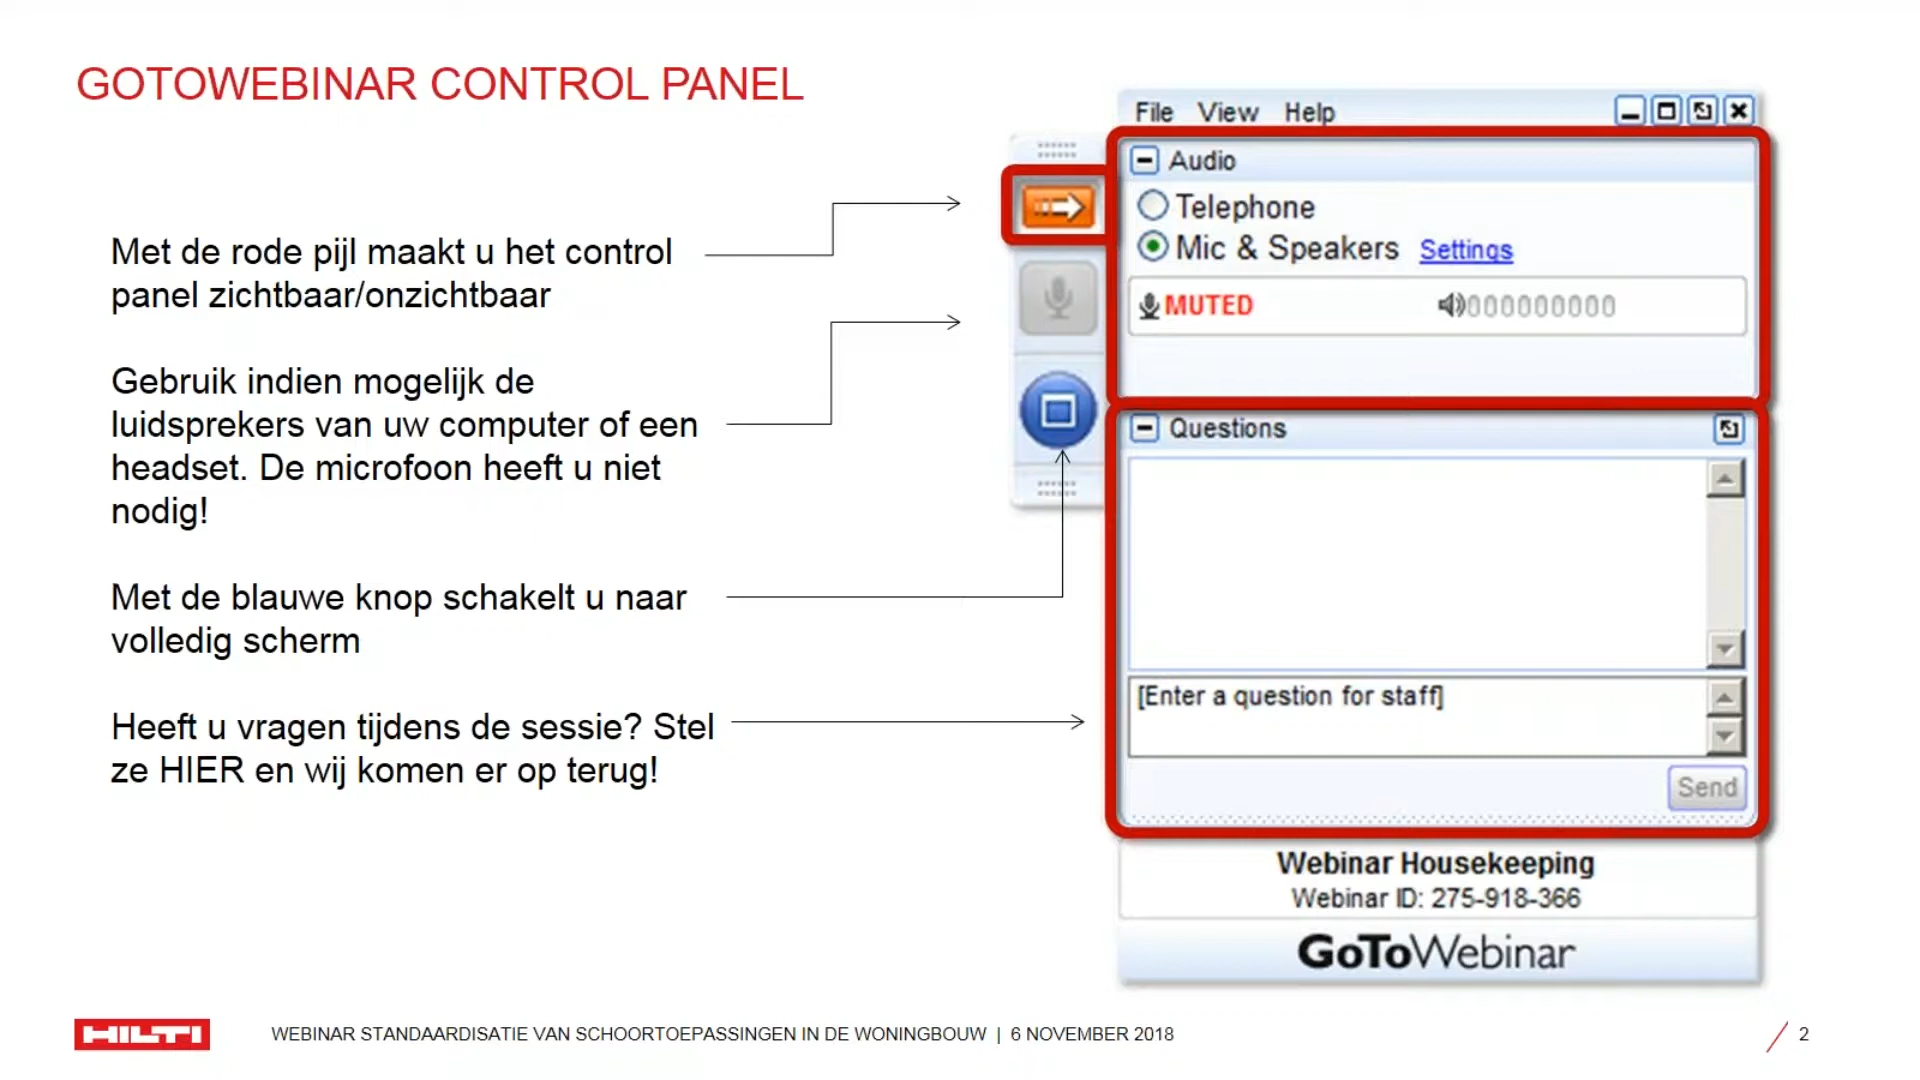 GOTOWEBINAR CONTROL PANEL
Met de rode pijl maakt u het control
panel zichtbaar/onzichtbaar
Gebruik indien mogelijk de
luidsprekers van uw computer of een
headset. De microfoon heeft u niet
nodig!
Met de blauwe knop schakelt u naar
volledig scherm
Heeft u vragen tijdens de sessie? Stel
ze HIER en wij komen er op terug!
File View Help
Audio
Telephone
Mic & Speakers Settings
MUTED 000000000
Questions
[Enter a question for staff]
Send
Webinar Housekeeping
Webinar ID: 275-918-366
GoToWebinar
HILTI
WEBINAR STANDAARDISATIE VAN SCHOORTOEPASSINGEN IN DE WONINGBOUW | 6 NOVEMBER 2018
2